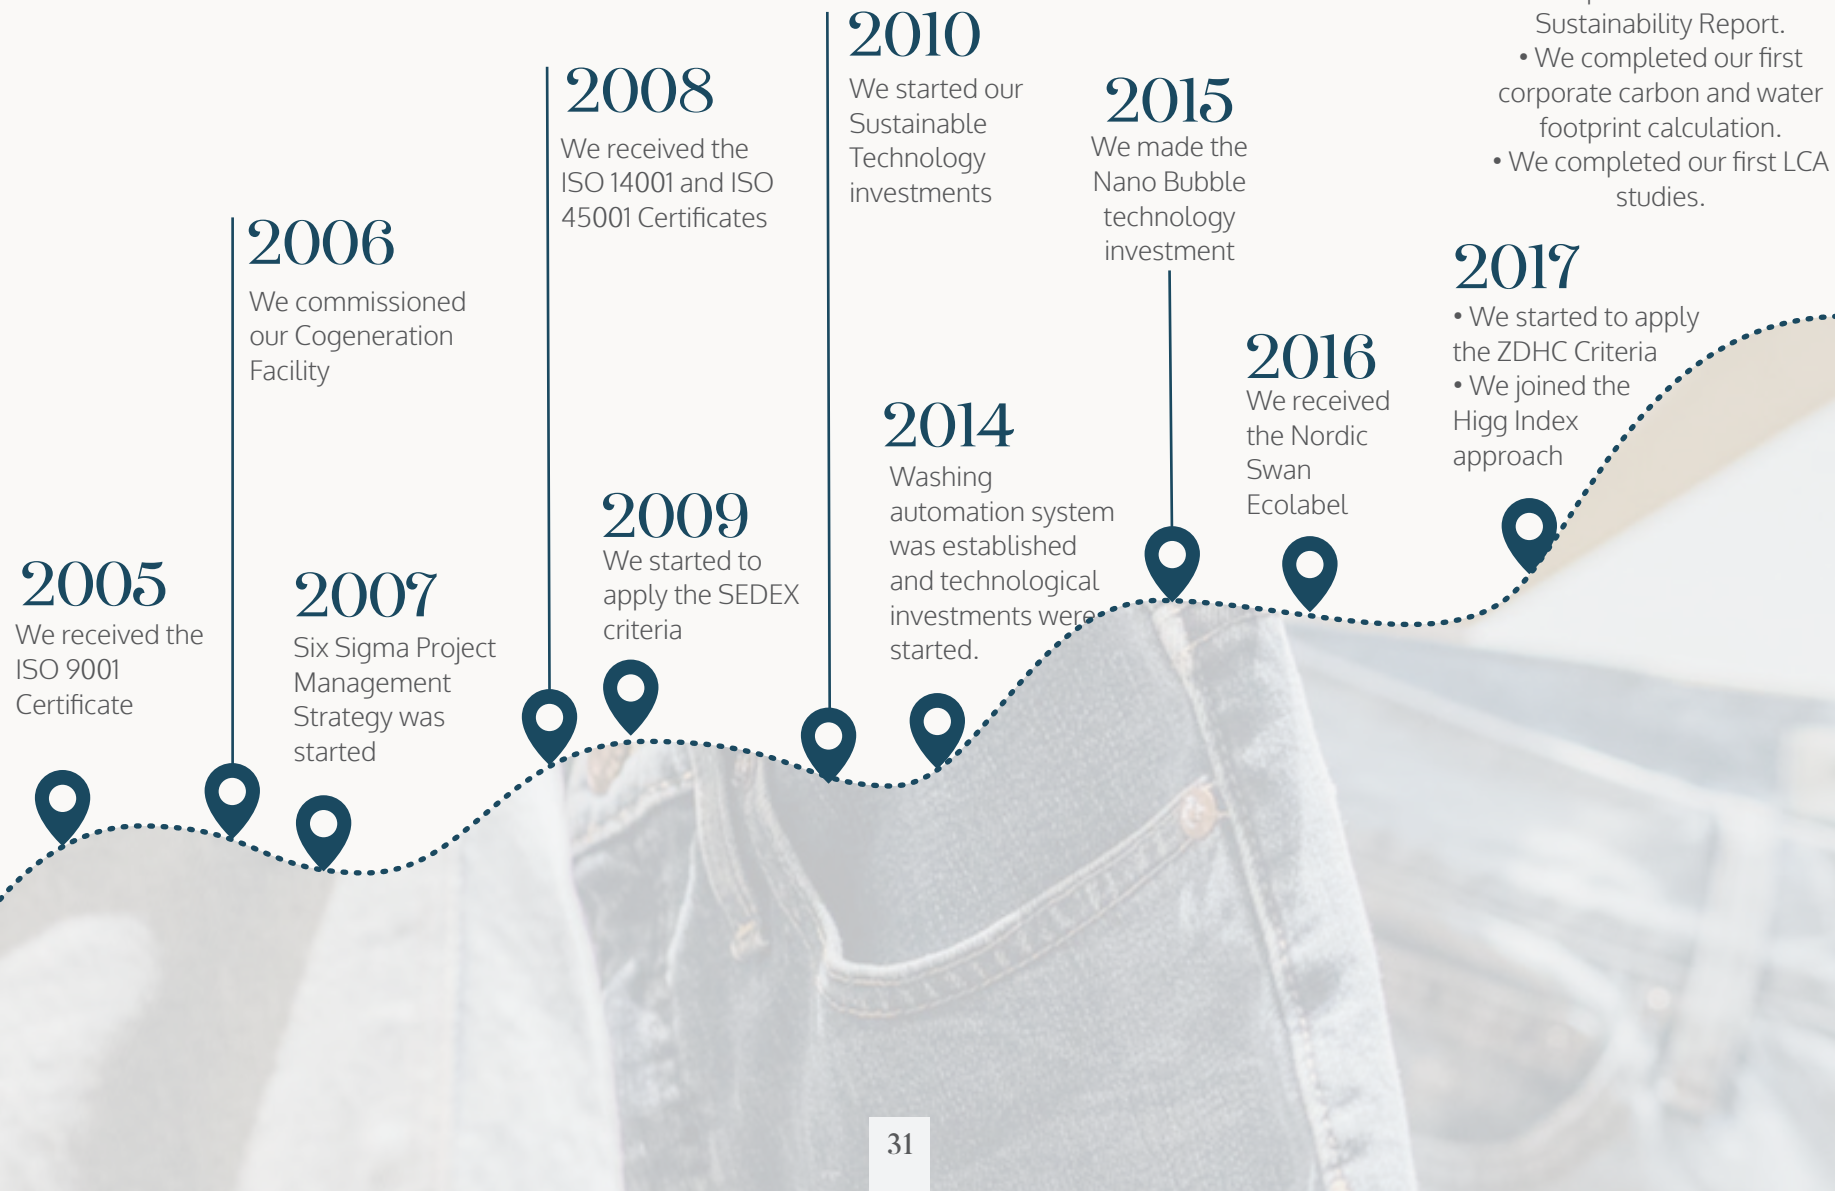 2005
We received the
ISO 9001
Certificate
2006
We commissioned
our Cogeneration
Facility
2007
Six Sigma Project
Management
Strategy was
started
2008
We received the
ISO 14001 and ISO
45001 Certificates
2009
We started to
apply the SEDEX
criteria
2010
We started our
Sustainable
Technology
investments
2014
Washing
automation system
was established
and technological
investments were
started.
2015
We made the
Nano Bubble
technology
investment
2016
We received
the Nordic
Swan
Ecolabel
2017
• We started to apply
the ZDHC Criteria
• We joined the
Higg Index
approach
Sustainability Report.
• We completed our first
corporate carbon and water
footprint calculation.
• We completed our first LCA
studies.
31